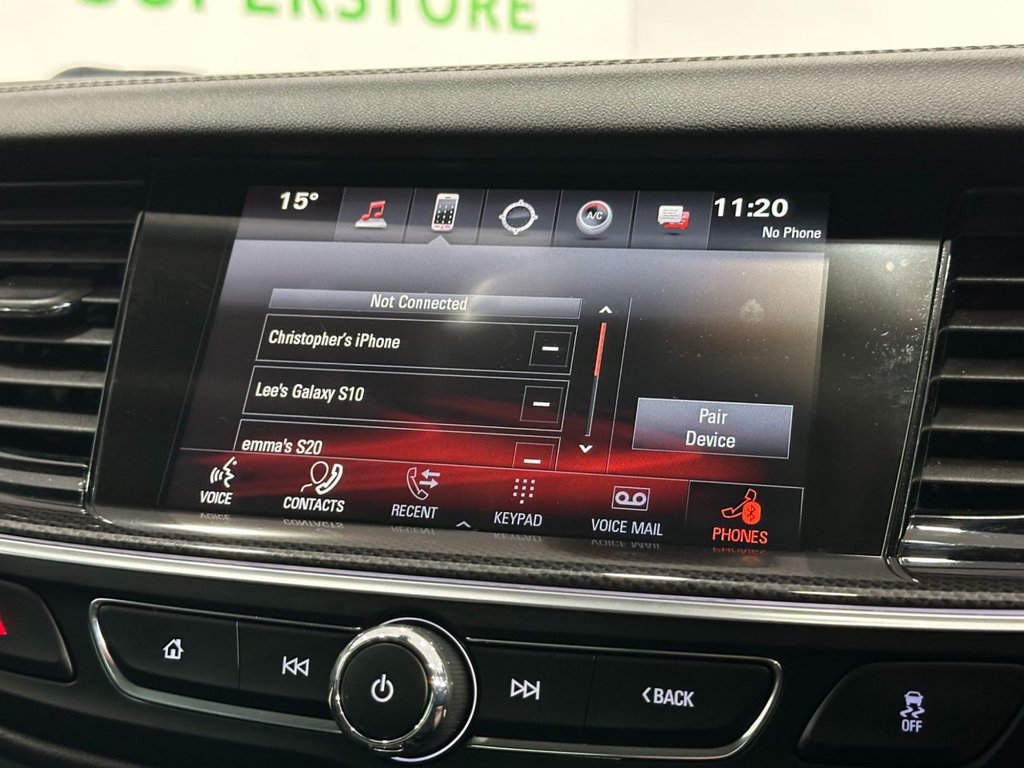 SUPERSTORE
15°
A/C
11:20
No Phone
Not Connected
Christopher's iPhone
Lee's Galaxy S10
emma's S20
Pair
Device
VOICE
CONTACTS
RECENT
KEYPAD
VOICE MAIL
PHONES
BACK
OFF